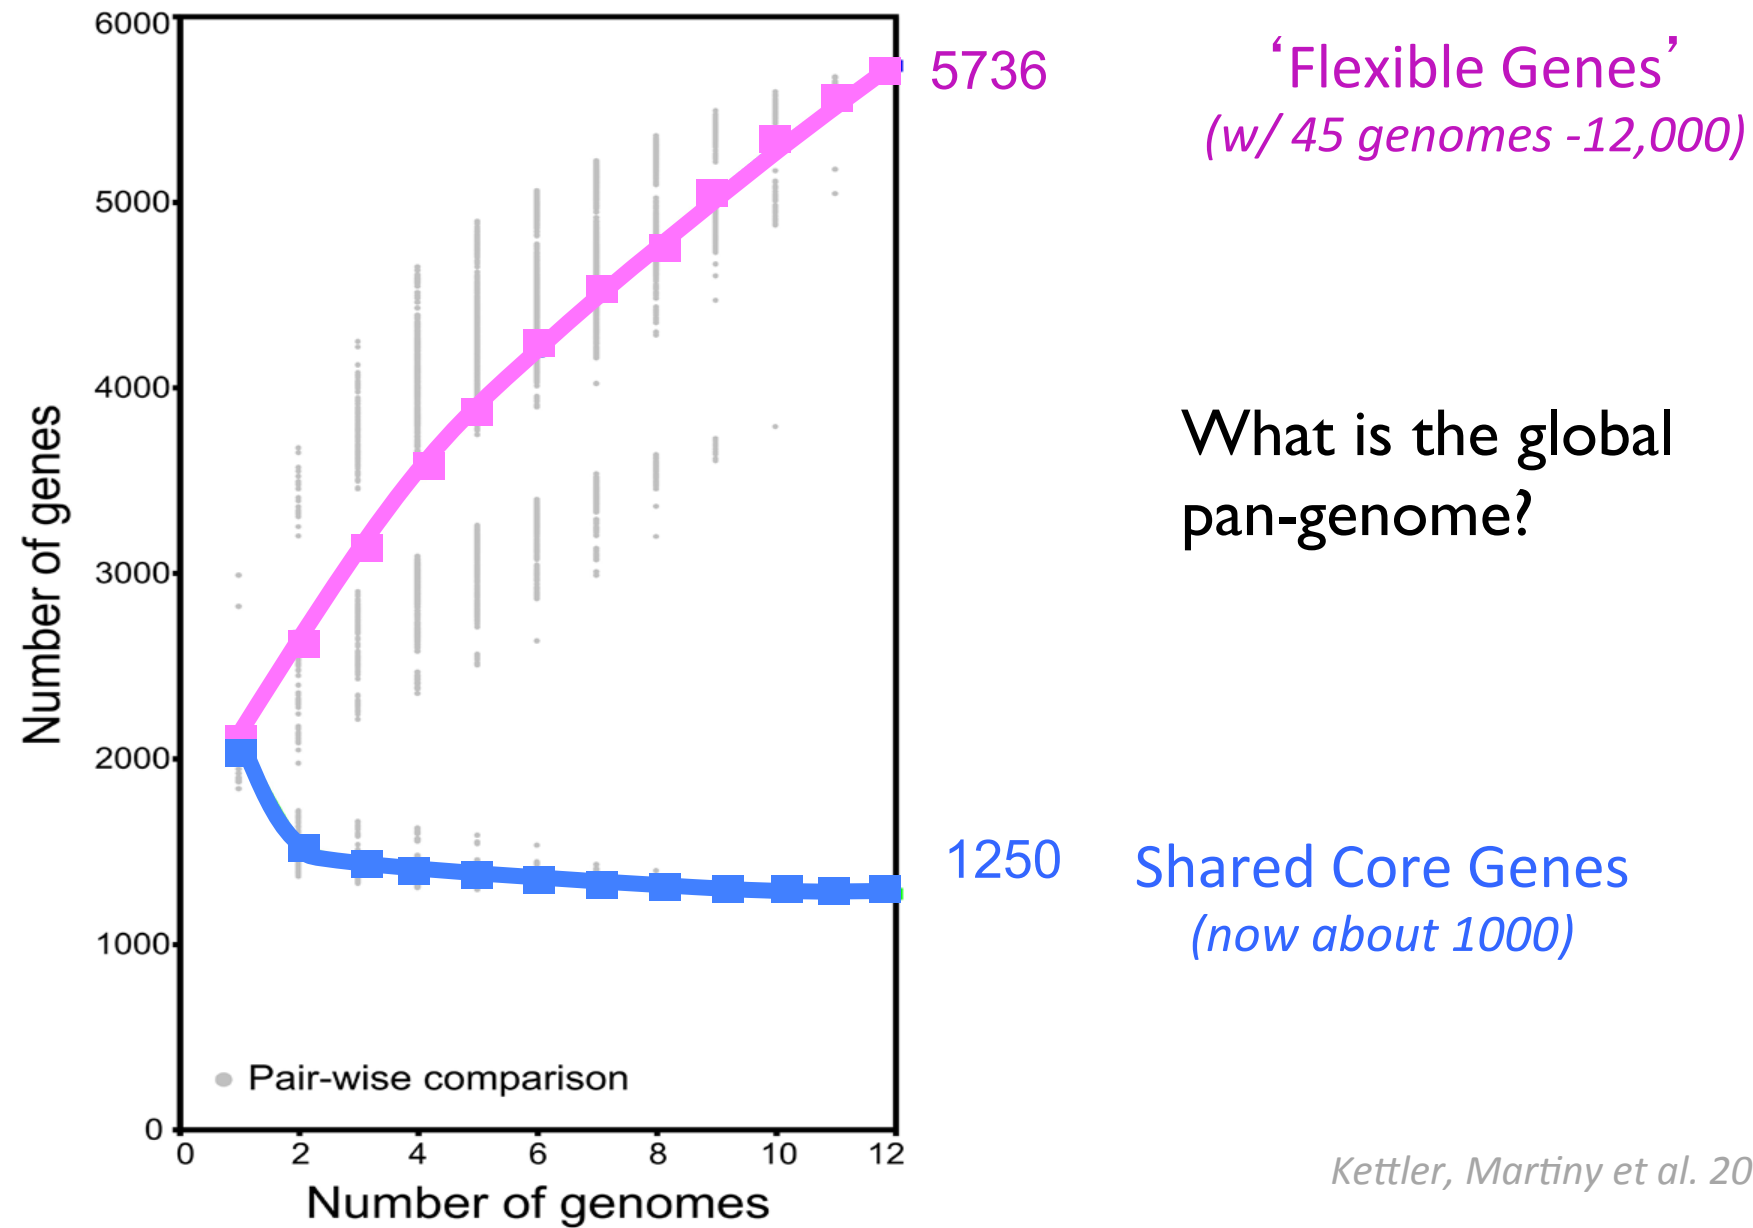 6000
5000
4000
3000
2000
1000
0
0 2 4 6 8 10 12
Number of genes
Number of genomes
Pair-wise comparison
5736
‘Flexible Genes’
(w/ 45 genomes -12,000)
What is the global
pan-genome?
1250
Shared Core Genes
(now about 1000)
Kettler, Martiny et al. 20